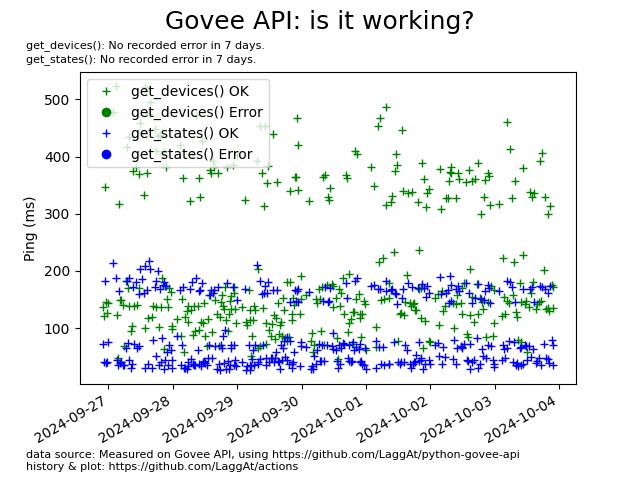 Govee API: is it working?
get_devices(): No recorded error in 7 days.
get_states(): No recorded error in 7 days.
get_devices() OK
get_devices() Error
get_states() OK
get_states() Error
Ping (ms)
500
400
300
200
100
2024-09-27
2024-09-28
2024-09-29
2024-09-30
2024-10-01
2024-10-02
2024-10-03
2024-10-04
data source: Measured on Govee API, using https://github.com/LaggAt/python-govee-api
history & plot: https://github.com/LaggAt/actions